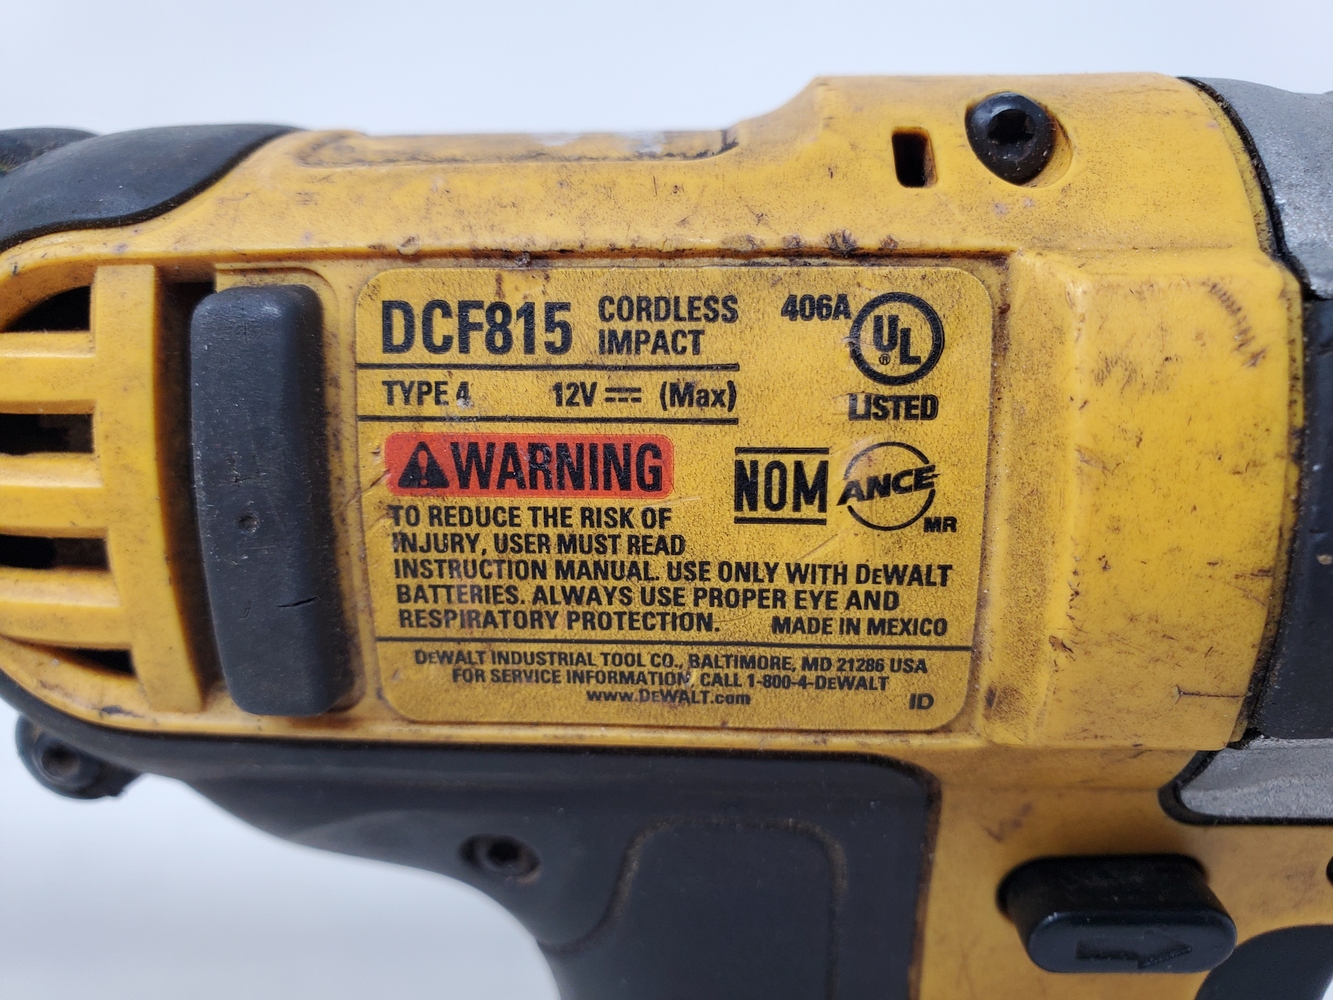 DCF815 CORDLESS IMPACT
TYPE 4 12V ⎓ (Max)
406A UL ®
LISTED
WARNING
NOM ANCE MR
TO REDUCE THE RISK OF
INJURY, USER MUST READ
INSTRUCTION MANUAL. USE ONLY WITH DEWALT
BATTERIES. ALWAYS USE PROPER EYE AND
RESPIRATORY PROTECTION. MADE IN MEXICO
DEWALT INDUSTRIAL TOOL CO., BALTIMORE, MD 21286 USA
FOR SERVICE INFORMATION, CALL 1-800-4-DEWALT
www.DEWALT.com ID